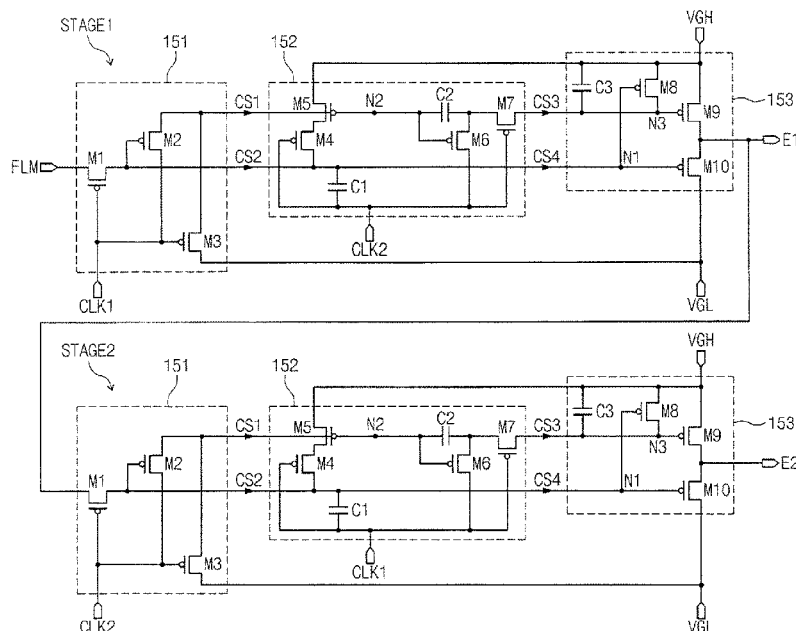 VGH
STAGE1
151
152
153
CS1
M5
N2
C2
M7
CS3
C3
M8
M9
N3
M2
M4
M6
E1
FLM
M1
CS2
CS4
N1
M10
C1
M3
CLK2
CLK1
VGL
VGH
STAGE2
151
152
153
CS1
M5
N2
C2
M7
CS3
C3
M8
M9
N3
M2
M4
M6
E2
M1
CS2
CS4
N1
M10
C1
M3
CLK1
CLK2
VGL